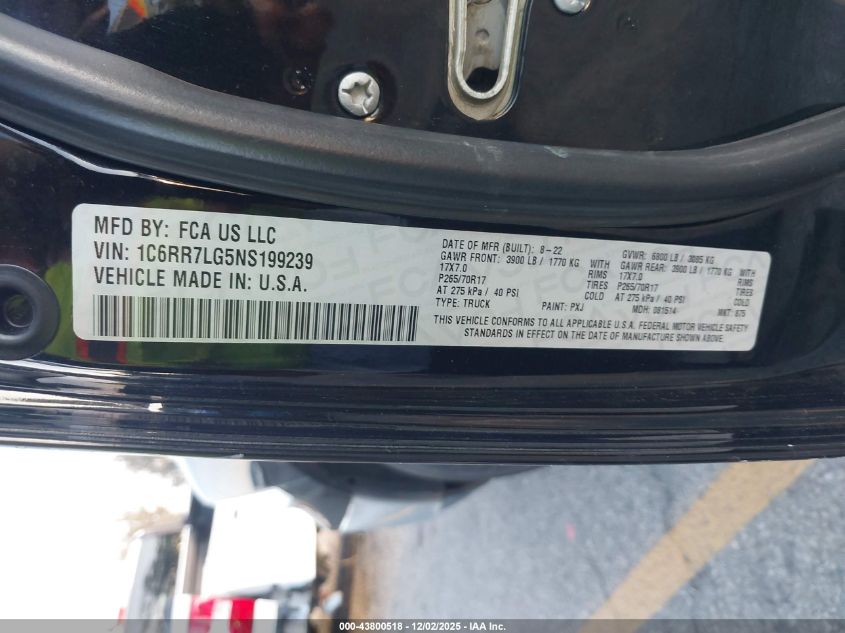 MFD BY: FCA US LLC
VIN: 1C6RR7LG5NS199239
VEHICLE MADE IN: U.S.A.
DATE OF MFR (BUILT): 8-22 GVWR: 6800 LB / 3085 KG
GAWR FRONT: 3900 LB / 1770 KG WITH GAWR REAR: 3900 LB / 1770 KG WITH
17X7.0 RIMS 17X7.0 RIMS
P265/70R17 TIRES P265/70R17 TIRES
AT 275 kPa / 40 PSI COLD AT 275 kPa / 40 PSI COLD
TYPE: TRUCK PAINT: PXJ MDH: 081514 MKT: 875
THIS VEHICLE CONFORMS TO ALL APPLICABLE U.S.A. FEDERAL MOTOR VEHICLE SAFETY
STANDARDS IN EFFECT ON THE DATE OF MANUFACTURE SHOWN ABOVE.
000-43800518 - 12/02/2025 - IAA Inc.